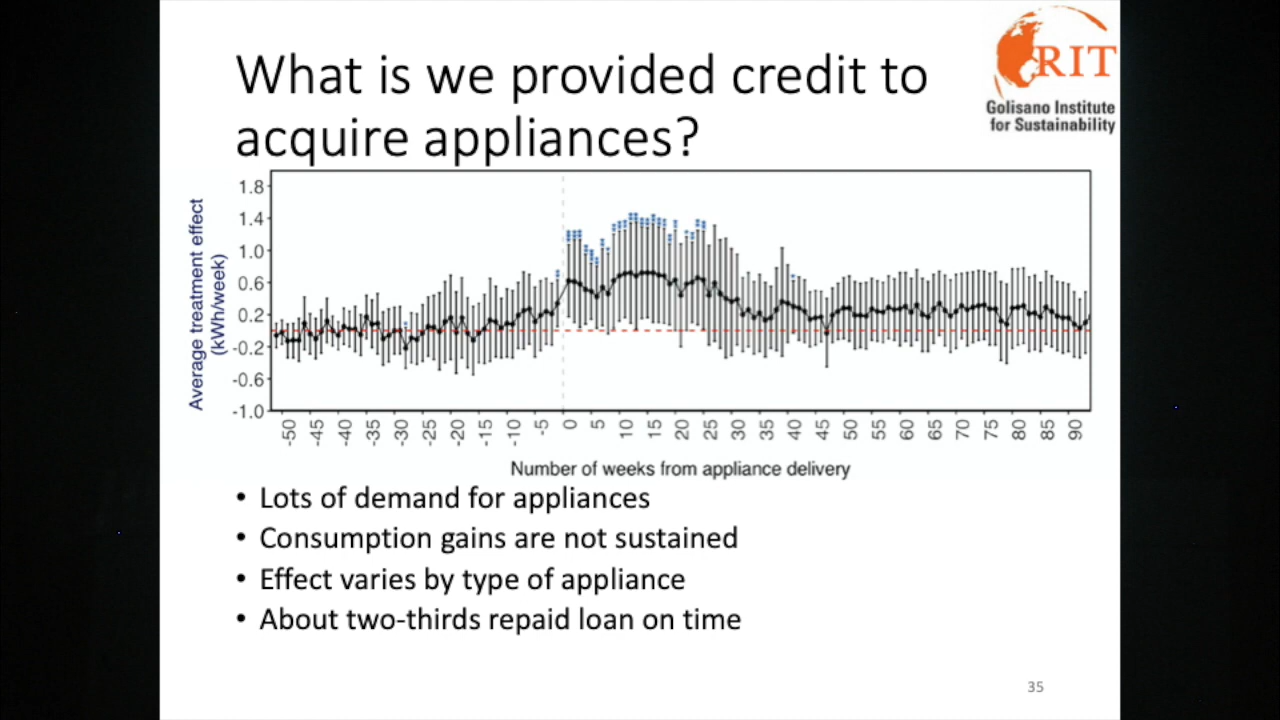 What is we provided credit to
acquire appliances?
RIT
Golisano Institute
for Sustainability
Average treatment effect
(kWh/week)
1.8
1.4
1.0
0.6
0.2
-0.2
-0.6
-1.0
-50 -45 -40 -35 -30 -25 -20 -15 -10 -5 0 5 10 15 20 25 30 35 40 45 50 55 60 65 70 75 80 85 90
Number of weeks from appliance delivery
• Lots of demand for appliances
• Consumption gains are not sustained
• Effect varies by type of appliance
• About two-thirds repaid loan on time
35